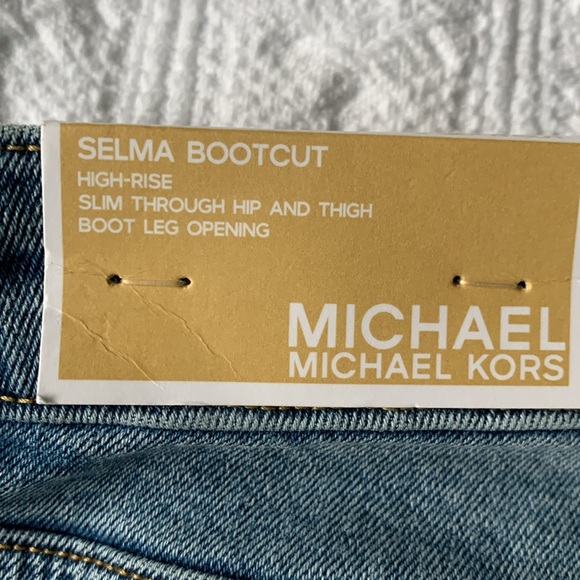 SELMA BOOTCUT
HIGH-RISE
SLIM THROUGH HIP AND THIGH
BOOT LEG OPENING
MICHAEL
MICHAEL KORS